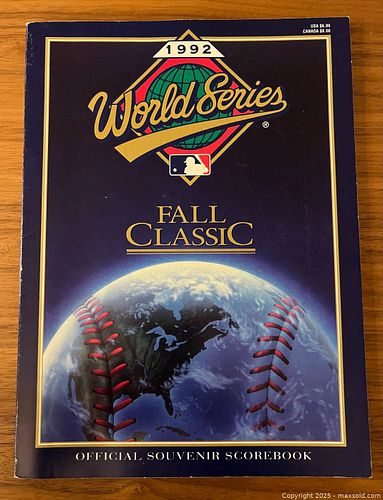 USA $6.00
CANADA $8.00
1992
World Series
®
FALL
CLASSIC
OFFICIAL SOUVENIR SCOREBOOK
Copyright © 2025 - maxsold.com